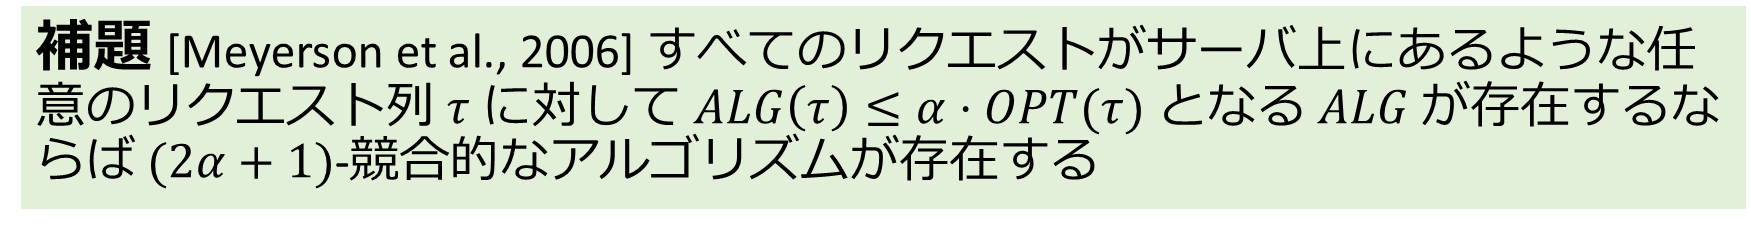 補題 [Meyerson et al., 2006] すべてのリクエストがサーバ上にあるような任
意のリクエスト列 𝜏 に対して 𝐴𝐿𝐺(𝜏) ≤ 𝛼 ⋅ 𝑂𝑃𝑇(𝜏) となる 𝐴𝐿𝐺 が存在するな
らば (2𝛼 + 1)-競合的なアルゴリズムが存在する